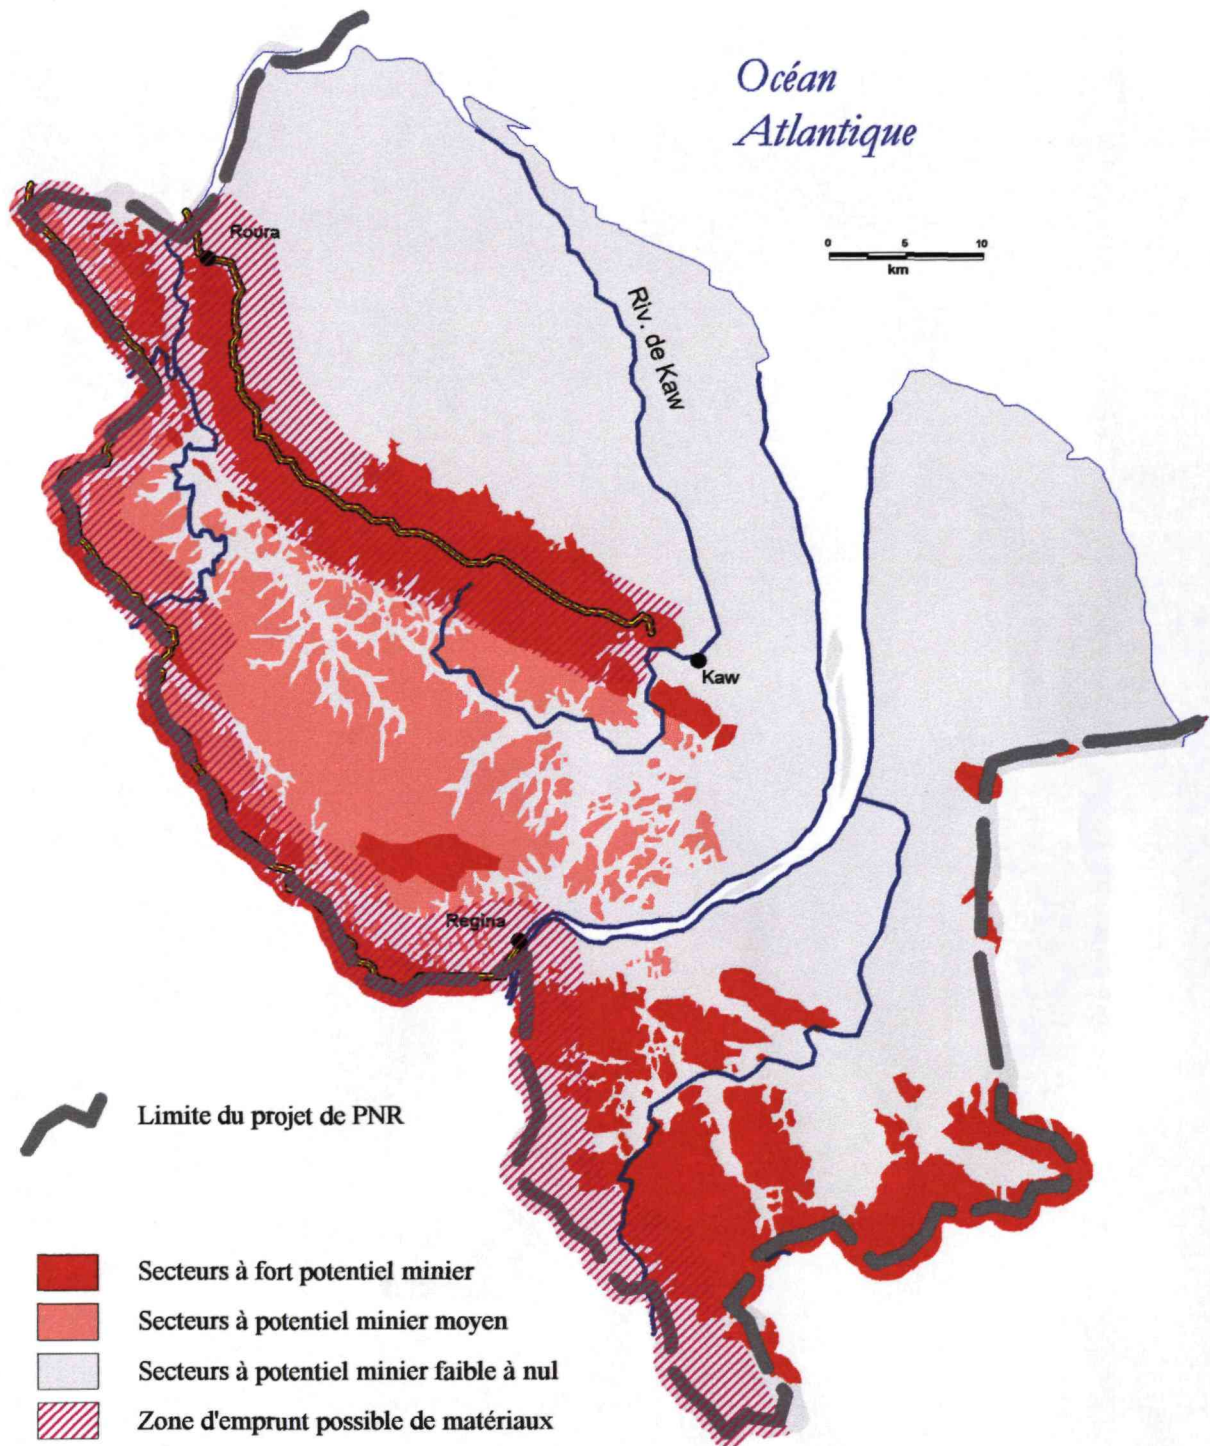 Océan
Atlantique
Roura
0 5 10
km
Riv. de Kaw
Kaw
Regina
Limite du projet de PNR
Secteurs à fort potentiel minier
Secteurs à potentiel minier moyen
Secteurs à potentiel minier faible à nul
Zone d'emprunt possible de matériaux